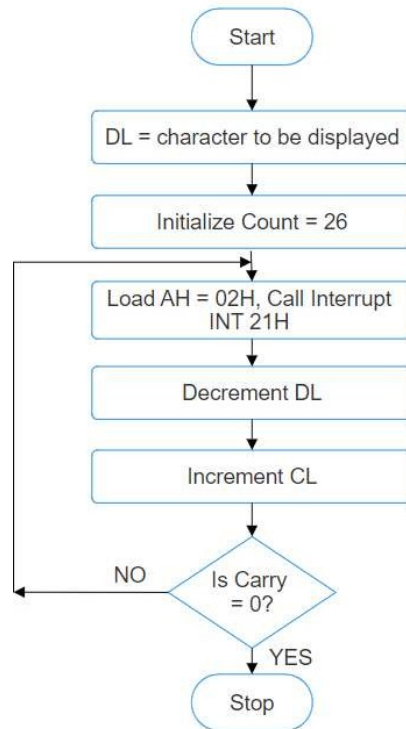 Start
DL = character to be displayed
Initialize Count = 26
Load AH = 02H, Call Interrupt
INT 21H
Decrement DL
Increment CL
NO
Is Carry
= 0?
YES
Stop